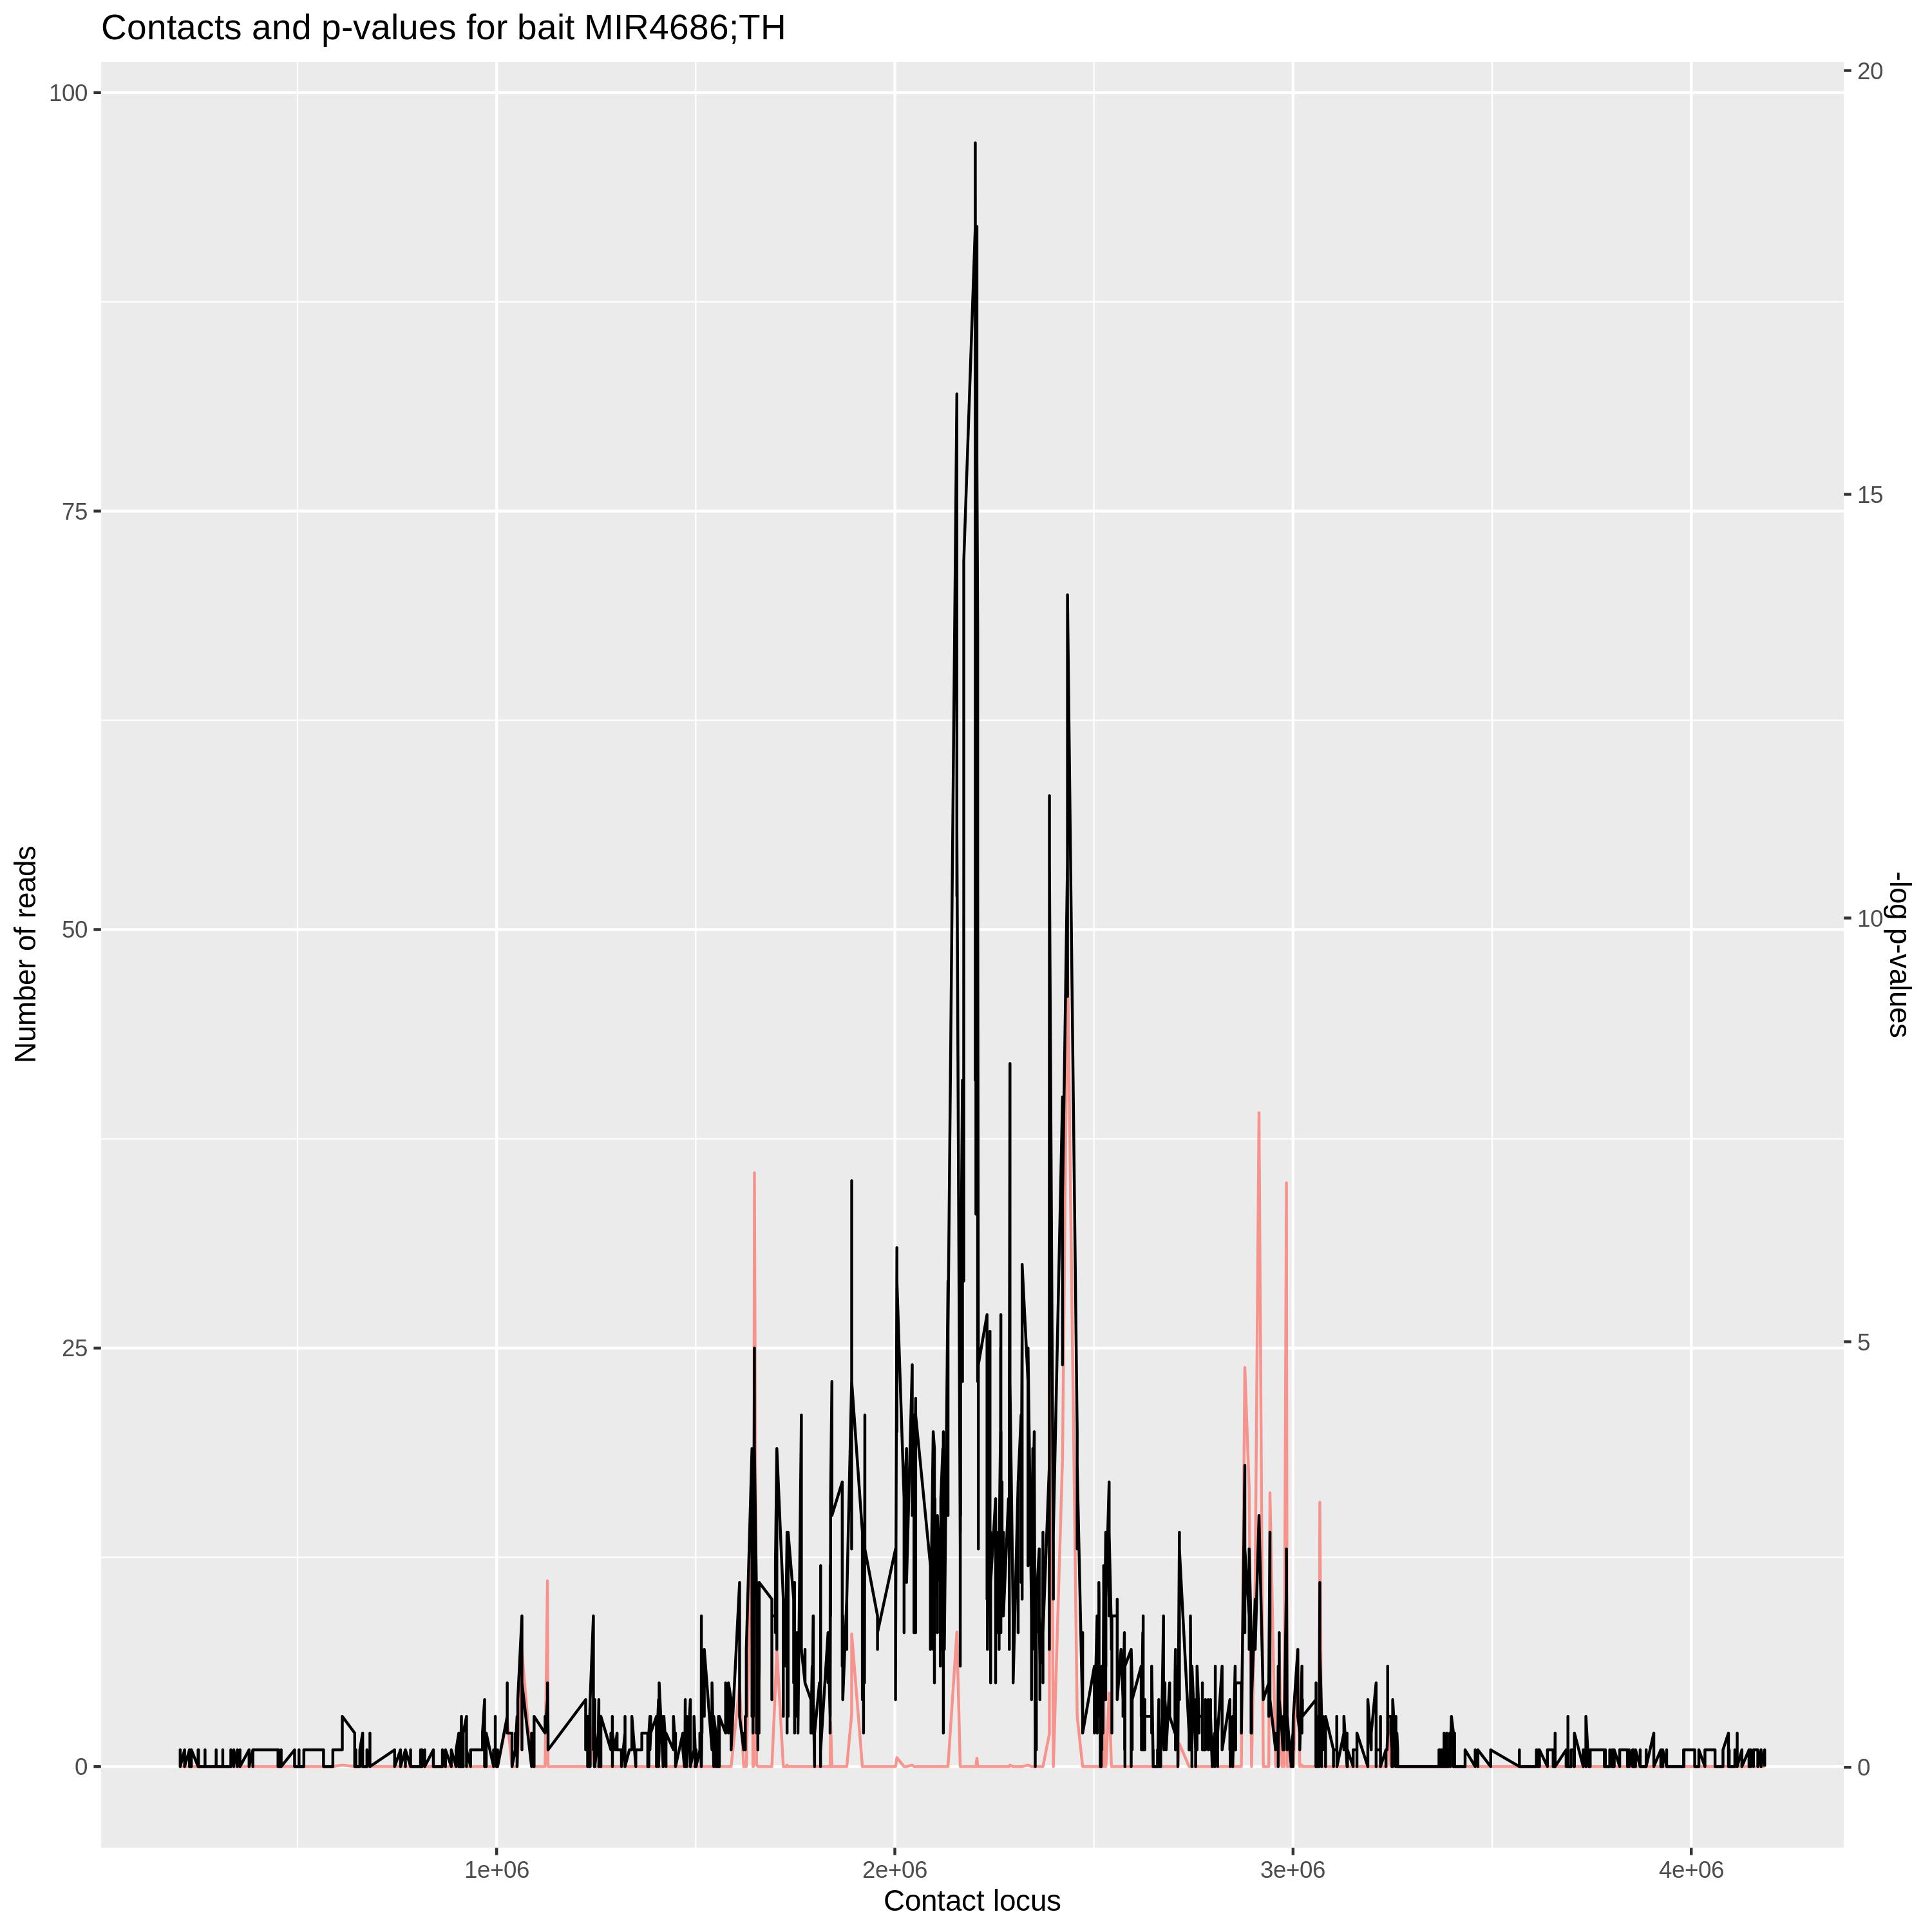 Contacts and p-values for bait MIR4686;TH
100
75
50
25
0
Number of reads
20
15
10
5
0
-log p-values
1e+06
2e+06
3e+06
4e+06
Contact locus